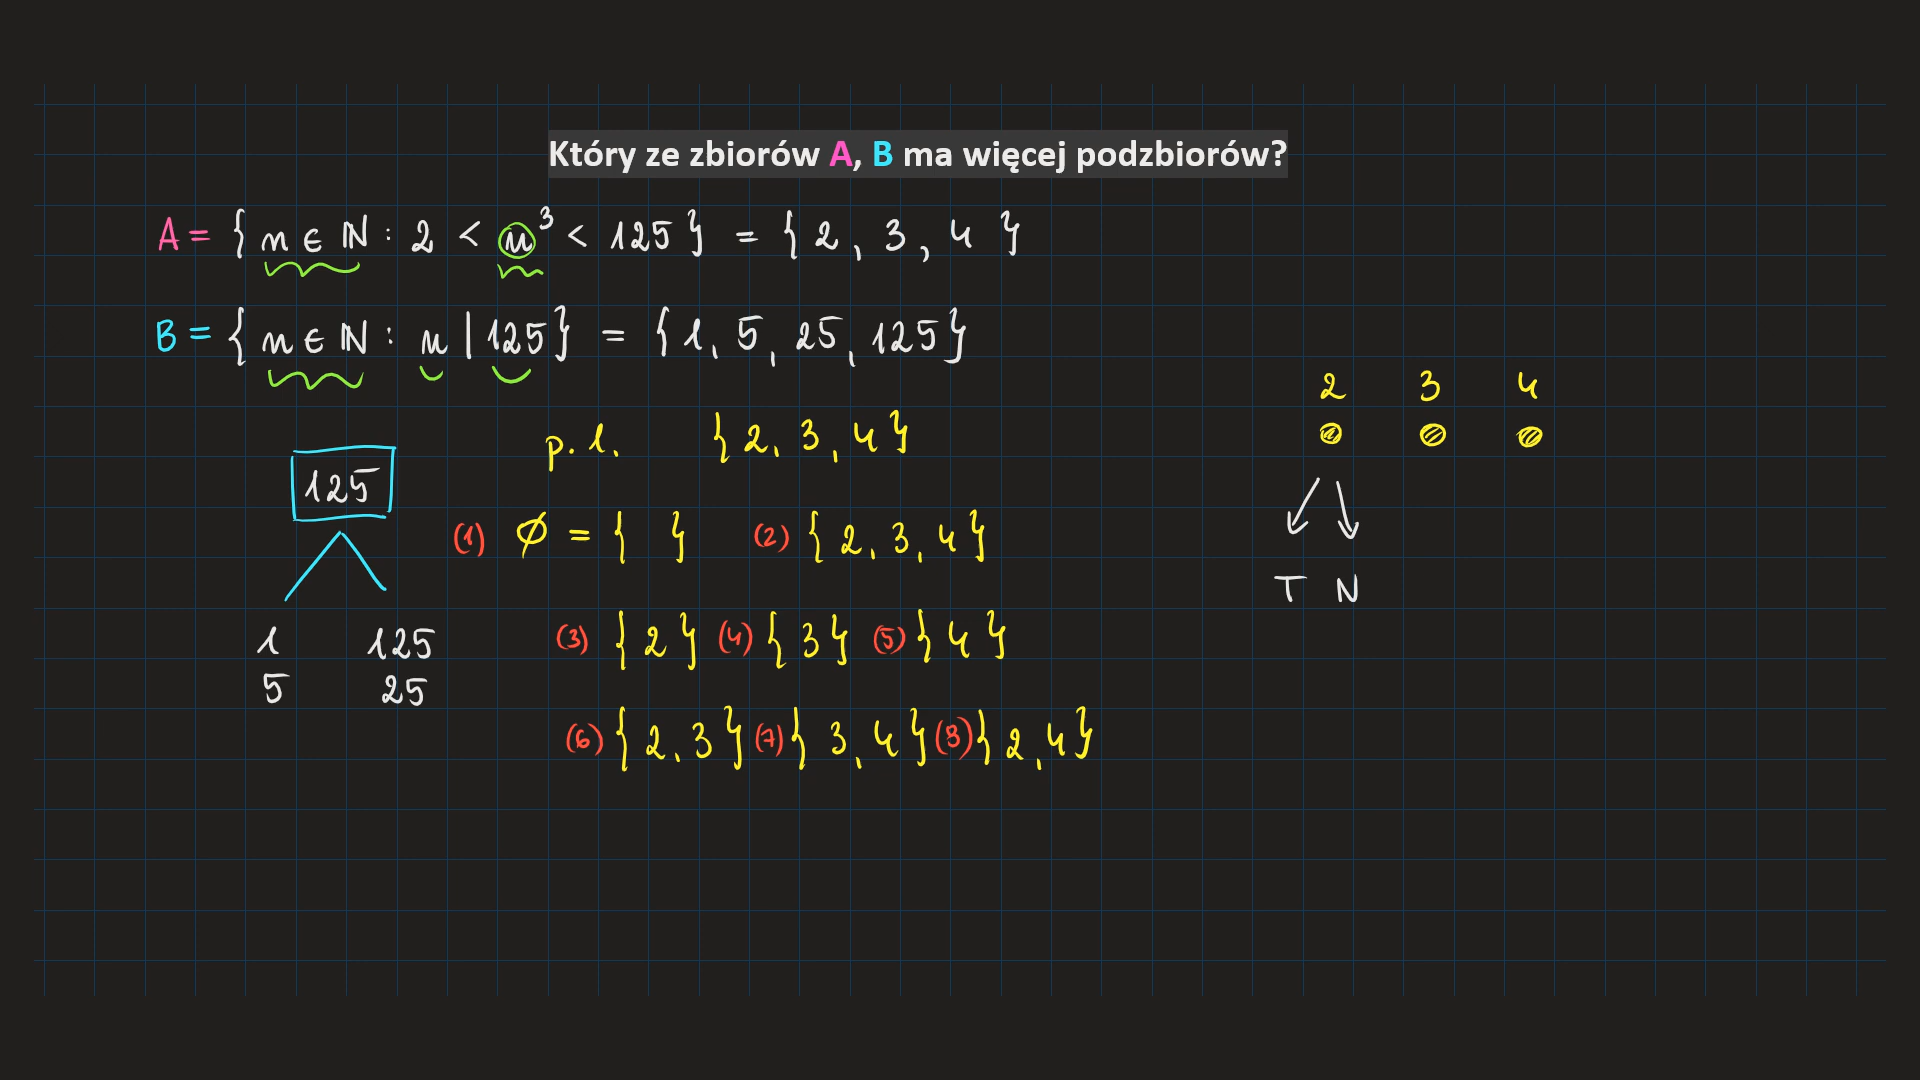 Który ze zbiorów A, B ma więcej podzbiorów?
A = { n ∈ ℕ : 2 < n³ < 125 } = { 2, 3, 4 }
B = { n ∈ ℕ : n | 125 } = { 1, 5, 25, 125 }
2 3 4
p. l. { 2, 3, 4 }
125
(1) Ø = { } (2) { 2, 3, 4 }
T N
1 125
(3) { 2 } (4) { 3 } (5) { 4 }
5 25
(6) { 2, 3 } (7) { 3, 4 } (8) { 2, 4 }